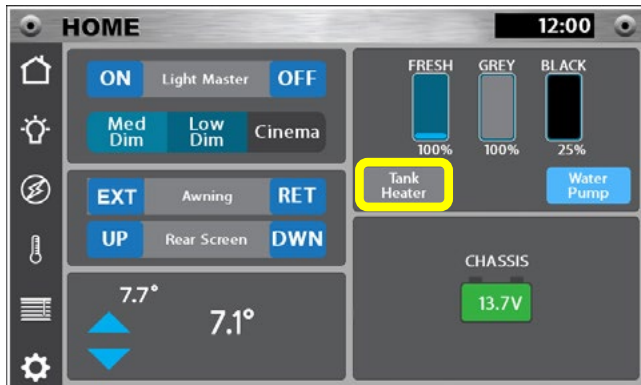 HOME
12:00
ON Light Master OFF
Med Dim
Low Dim
Cinema
EXT Awning RET
UP Rear Screen DWN
7.7°
7.1°
FRESH GREY BLACK
100% 100% 25%
Tank
Heater
Water
Pump
CHASSIS
13.7V